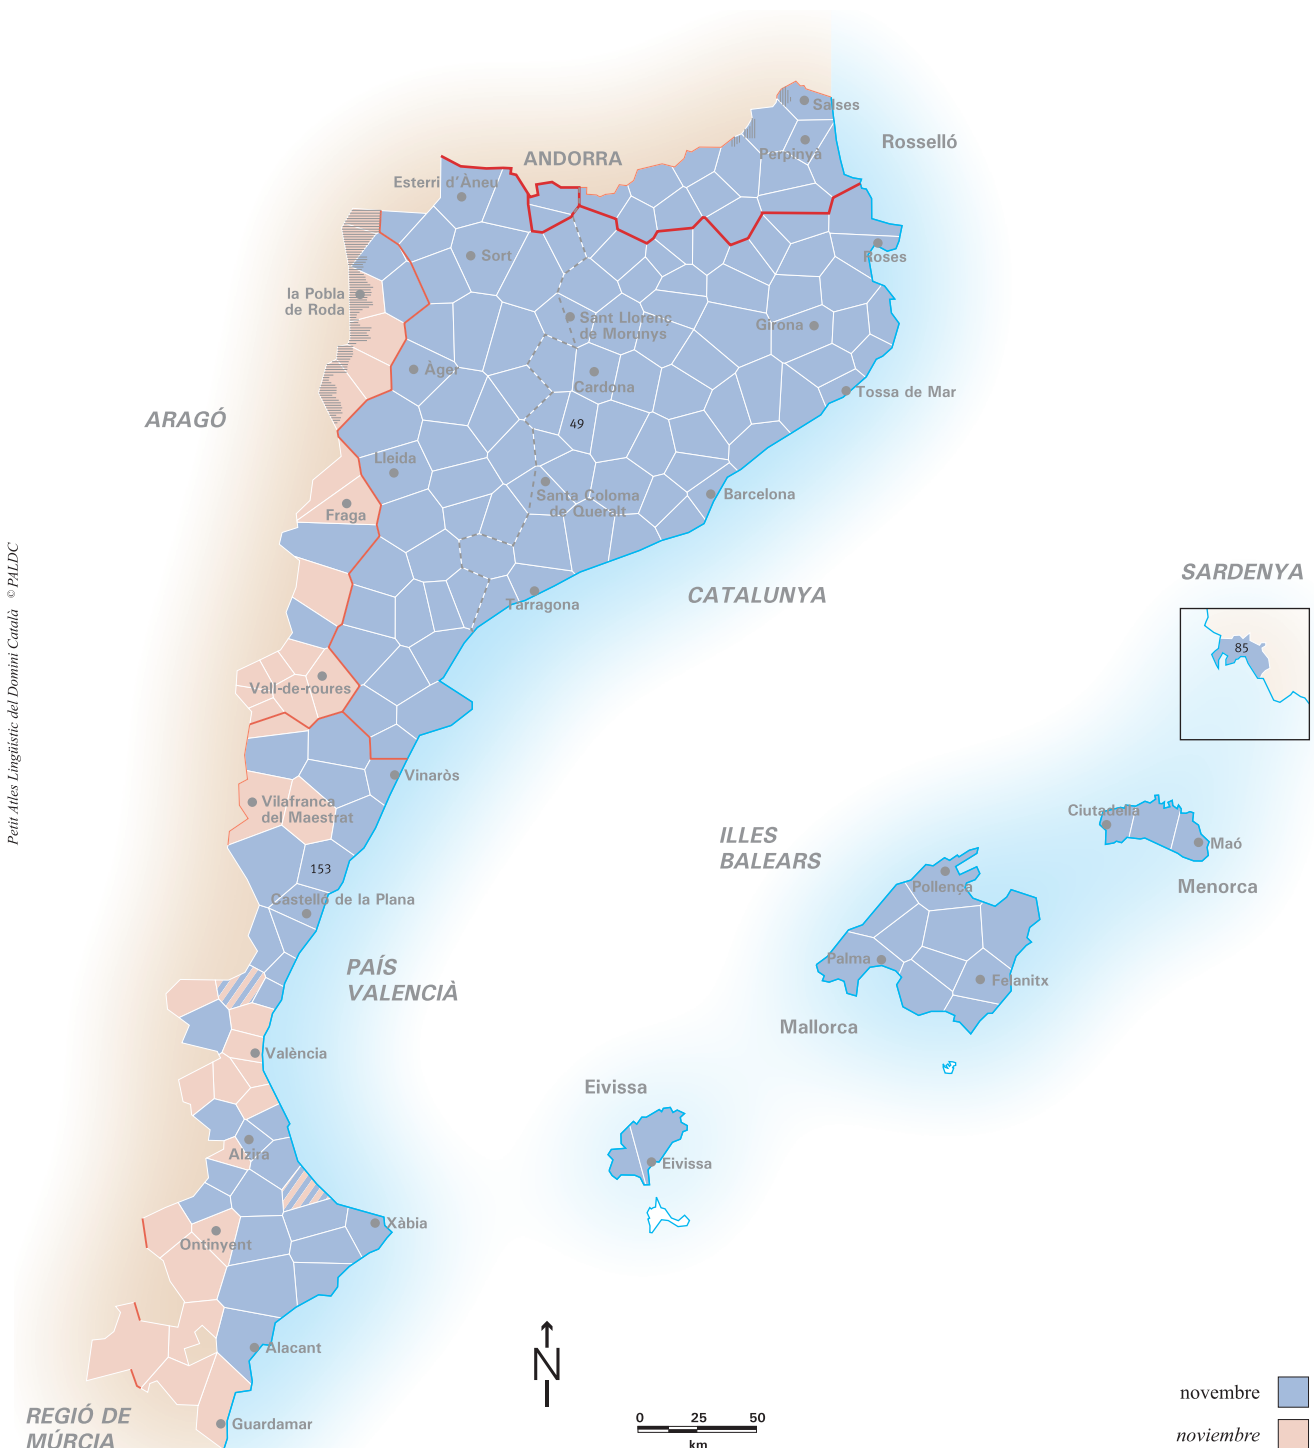 Salses
Rosselló
Perpinyà
ANDORRA
Esterri d’Àneu
Roses
Sort
la Pobla
de Roda
Sant Llorenç
de Morunys
Girona
Àger
Cardona
Tossa de Mar
ARAGÓ
49
Lleida
Santa Coloma
de Queralt
Barcelona
Fraga
SARDENYA
CATALUNYA
Tarragona
85
Petit Atles Lingüístic del Domini Català © PALDC
Vall-de-roures
Vinaròs
Vilafranca
del Maestrat
Ciutadella
ILLES
BALEARS
Maó
153
Menorca
Pollença
Castelló de la Plana
PAÍS
VALENCIÀ
Palma
Felanitx
Mallorca
València
Eivissa
Alzira
Eivissa
Xàbia
Ontinyent
Alacant
N
novembre
REGIÓ DE
MÚRCIA
Guardamar
0 25 50
km
noviembre